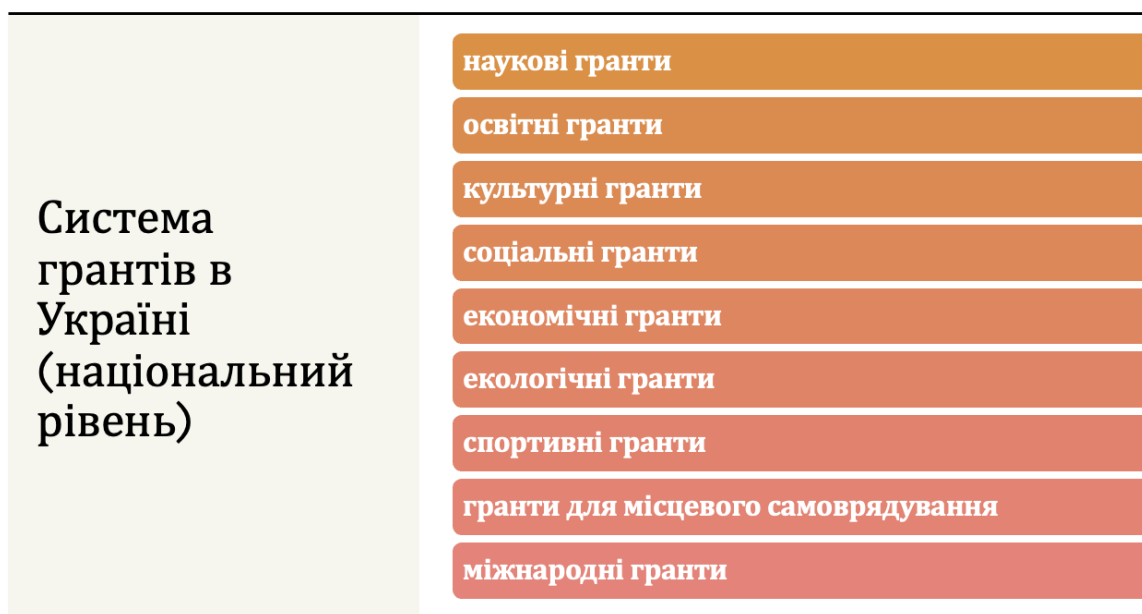 Система
грантів в
Україні
(національний
рівень)
наукові гранти
освітні гранти
культурні гранти
соціальні гранти
економічні гранти
екологічні гранти
спортивні гранти
гранти для місцевого самоврядування
міжнародні гранти